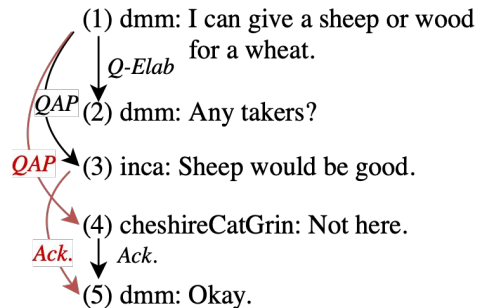 (1) dmm: I can give a sheep or wood
for a wheat.
Q-Elab
QAP
(2) dmm: Any takers?
QAP
(3) inca: Sheep would be good.
(4) cheshireCatGrin: Not here.
Ack.
Ack.
(5) dmm: Okay.